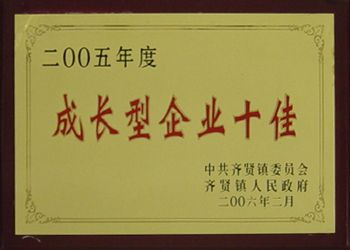 二00五年度
成长型企业十佳
中共齐贤镇委员会
齐贤镇人民政府
二00六年二月